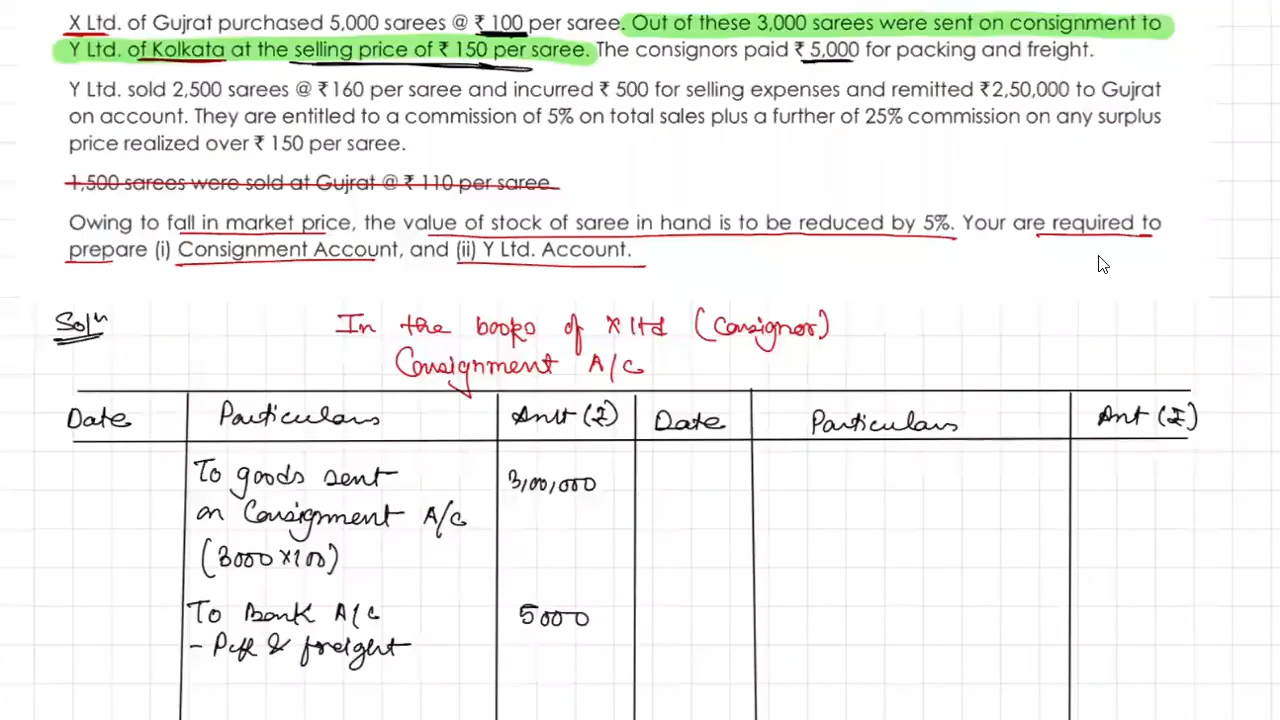 X Ltd. of Gujrat purchased 5,000 sarees @ ₹ 100 per saree. Out of these 3,000 sarees were sent on consignment to
Y Ltd. of Kolkata at the selling price of ₹ 150 per saree. The consignors paid ₹ 5,000 for packing and freight.
Y Ltd. sold 2,500 sarees @ ₹160 per saree and incurred ₹ 500 for selling expenses and remitted ₹2,50,000 to Gujrat
on account. They are entitled to a commission of 5% on total sales plus a further of 25% commission on any surplus
price realized over ₹ 150 per saree.
1,500 sarees were sold at Gujrat @ ₹ 110 per saree.
Owing to fall in market price, the value of stock of saree in hand is to be reduced by 5%. Your are required to
prepare (i) Consignment Account, and (ii) Y Ltd. Account.
Solⁿ
In the books of X Ltd (Consignor)
Consignment A/C
Date Particulars Amt (₹) Date Particulars Amt (₹)
To goods sent 3,00,000
on Consignment A/C
(3000×100)
To Bank A/C 5000
- & freight